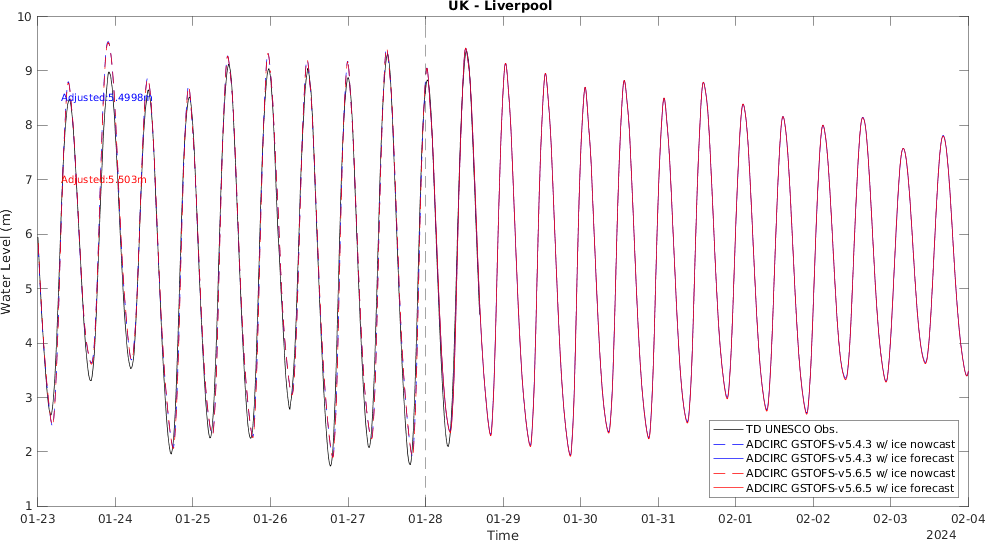 UK - Liverpool
10
9
8
7
6
5
4
3
2
1
Water Level (m)
Adjusted:5.4998m
Adjusted:5.503m
TD UNESCO Obs.
ADCIRC GSTOFS-v5.4.3 w/ ice nowcast
ADCIRC GSTOFS-v5.4.3 w/ ice forecast
ADCIRC GSTOFS-v5.6.5 w/ ice nowcast
ADCIRC GSTOFS-v5.6.5 w/ ice forecast
01-23 01-24 01-25 01-26 01-27 01-28 01-29 01-30 01-31 02-01 02-02 02-03 02-04
Time
2024